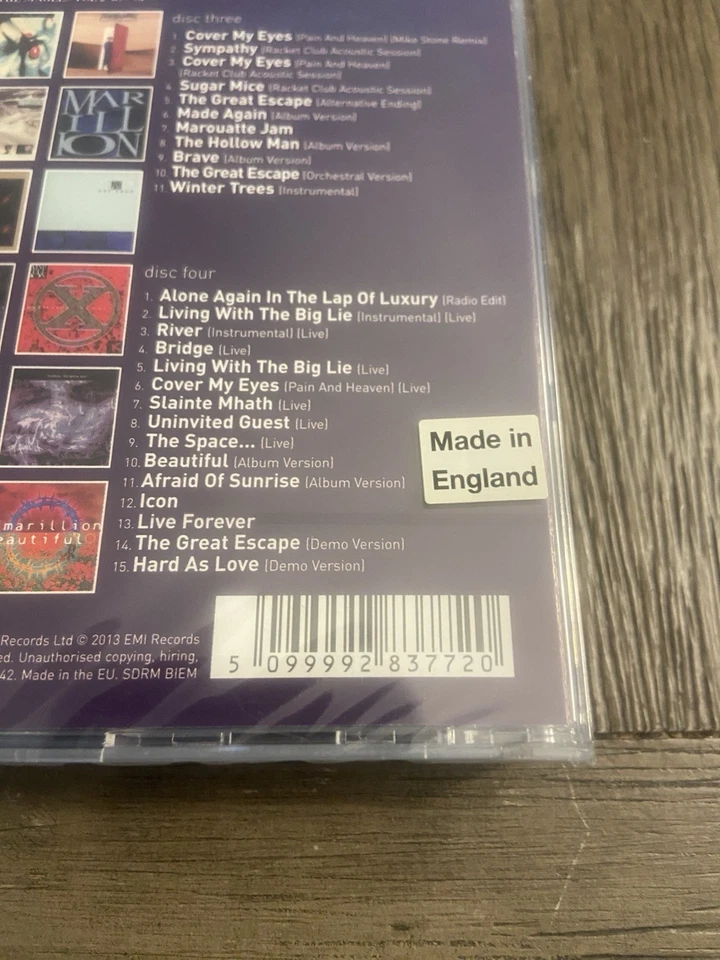 disc three
1. Cover My Eyes (Pain And Heaven) (Mike Stone Remix)
2. Sympathy (Racket Club Acoustic Session)
3. Cover My Eyes (Pain And Heaven)
(Racket Club Acoustic Session)
4. Sugar Mice (Racket Club Acoustic Session)
5. The Great Escape (Alternative Ending)
6. Made Again (Album Version)
7. Marouatte Jam
8. The Hollow Man (Album Version)
9. Brave (Album Version)
10. The Great Escape (Orchestral Version)
11. Winter Trees (Instrumental)
MAR
ILL
ION
disc four
1. Alone Again In The Lap Of Luxury (Radio Edit)
2. Living With The Big Lie (Instrumental) (Live)
3. River (Instrumental) (Live)
4. Bridge (Live)
5. Living With The Big Lie (Live)
6. Cover My Eyes (Pain And Heaven) (Live)
7. Slainte Mhath (Live)
8. Uninvited Guest (Live)
9. The Space... (Live)
10. Beautiful (Album Version)
11. Afraid Of Sunrise (Album Version)
12. Icon
13. Live Forever
14. The Great Escape (Demo Version)
15. Hard As Love (Demo Version)
Made in
England
marillion
eautiful
Records Ltd © 2013 EMI Records
ed. Unauthorised copying, hiring,
42. Made in the EU. SDRM BIEM
5 099992 837720